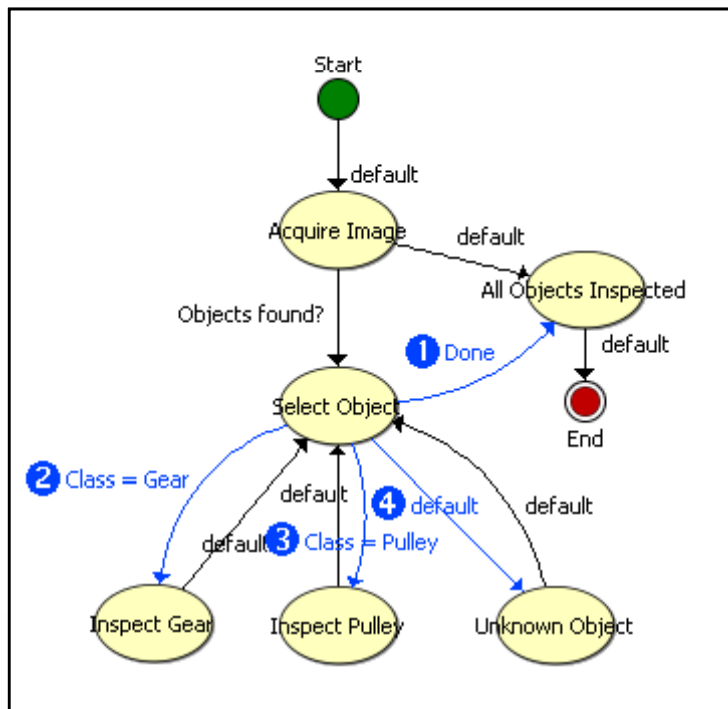 Start
default
Acquire Image
default
All Objects Inspected
Objects found?
1 Done
default
Select Object
End
2 Class = Gear
default
4 default
default
default
3 Class = Pulley
Inspect Gear
Inspect Pulley
Unknown Object